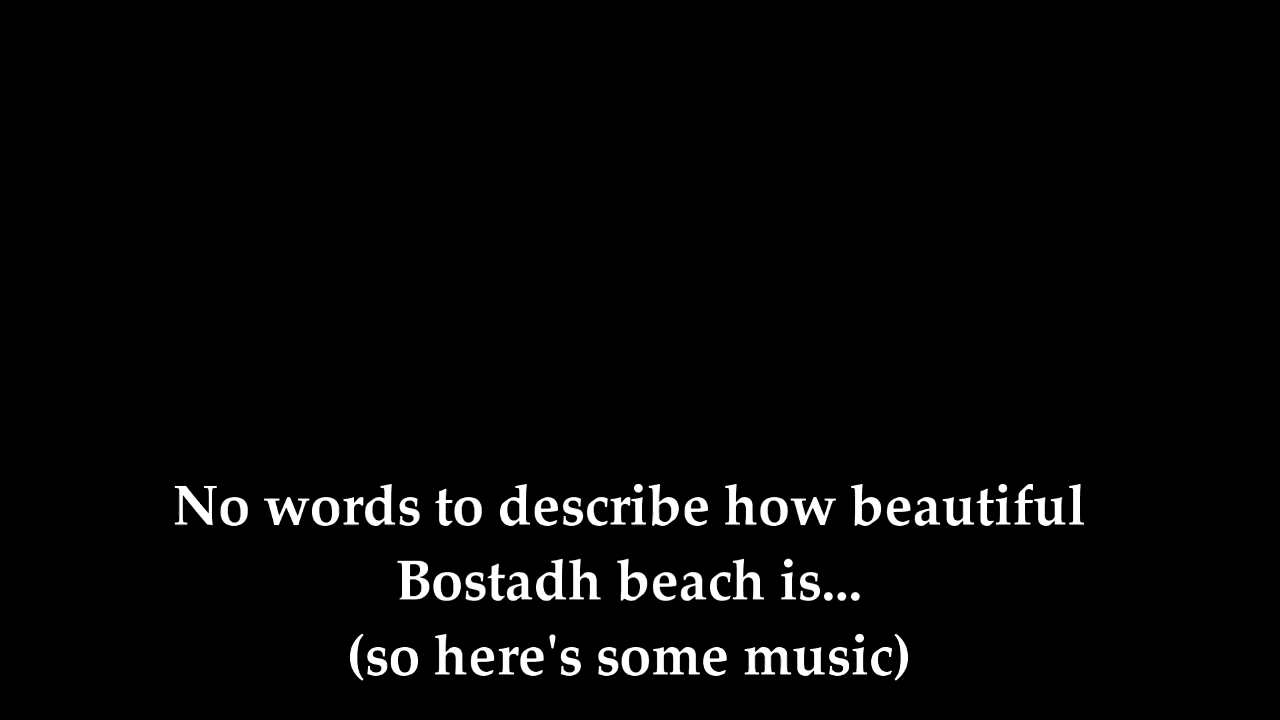 No words to describe how beautiful
Bostadh beach is...
(so here's some music)